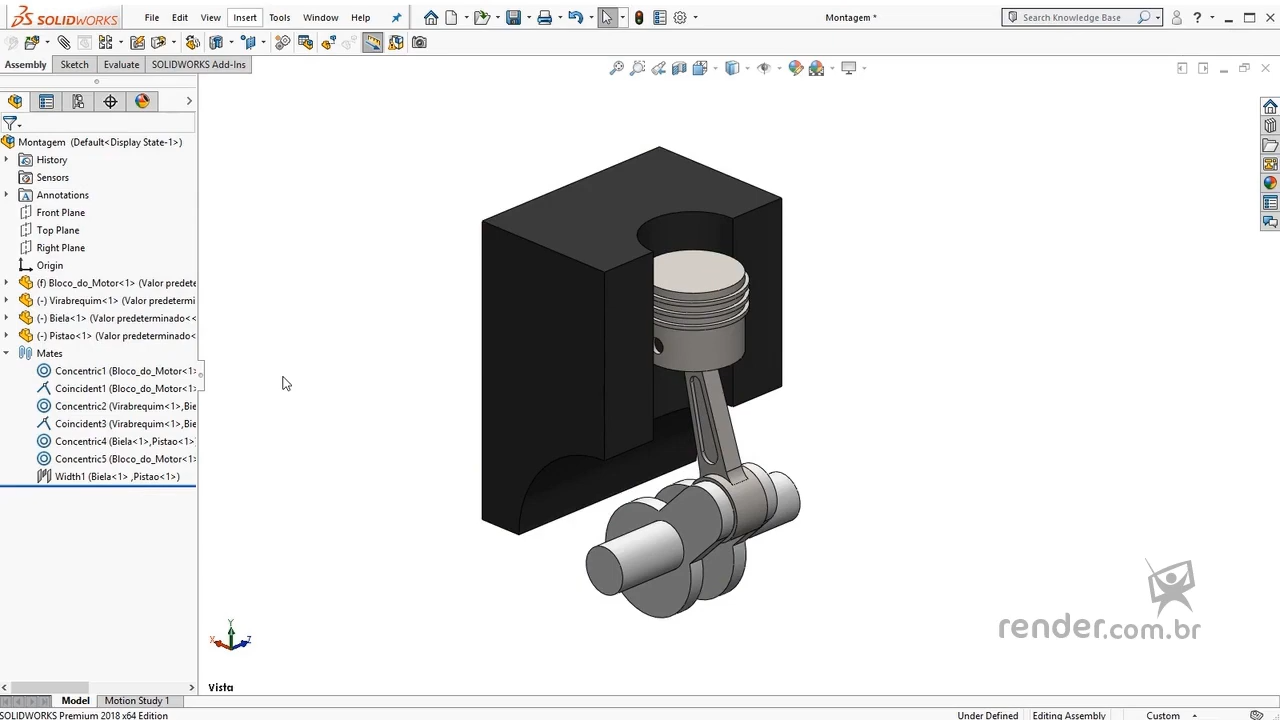 SOLIDWORKS
File Edit View Insert Tools Window Help
Montagem *
Search Knowledge Base
Assembly Sketch Evaluate SOLIDWORKS Add-Ins
Montagem (Default<Display State-1>)
History
Sensors
Annotations
Front Plane
Top Plane
Right Plane
Origin
(f) Bloco_do_Motor<1> (Valor predete
(-) Virabrequim<1> (Valor predetermi
(-) Biela<1> (Valor predeterminado<<
(-) Pistao<1> (Valor predeterminado<
Mates
Concentric1 (Bloco_do_Motor<1>
Coincident1 (Bloco_do_Motor<1>
Concentric2 (Virabrequim<1>,Bie
Coincident3 (Virabrequim<1>,Bie
Concentric4 (Biela<1>,Pistao<1>)
Concentric5 (Bloco_do_Motor<1>
Width1 (Biela<1> ,Pistao<1>)
Y
X Z
render.com.br
Vista
Model Motion Study 1
SOLIDWORKS Premium 2018 x64 Edition
Under Defined Editing Assembly Custom